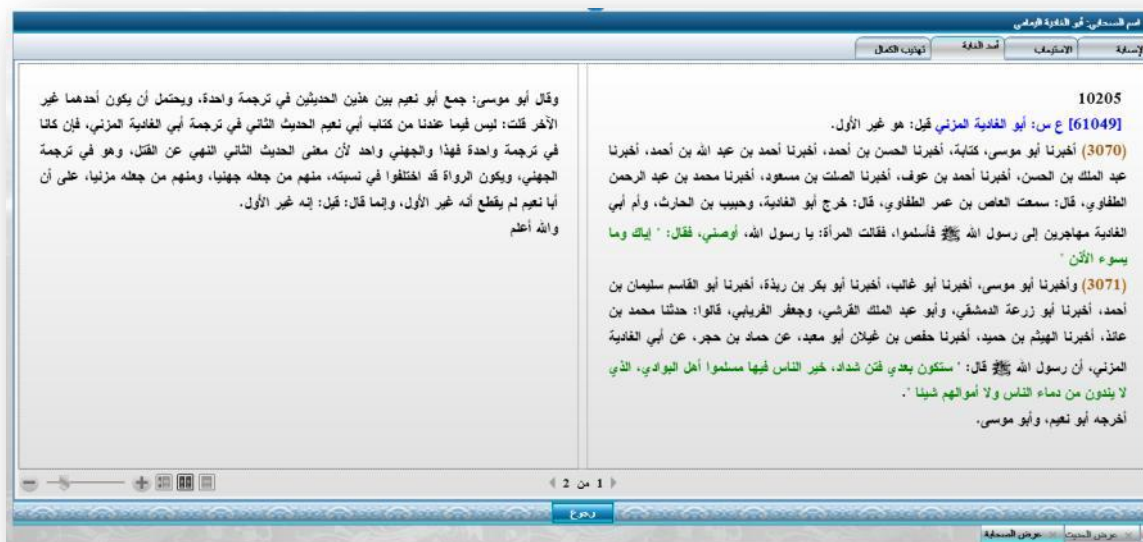 اسم الصحابي: أبو الغادية المزني
الإصابة
الاستيعاب
أسد الغابة
تهذيب الكمال
10205
[61049] ع س: أبو الغادية المزني قيل: هو غير الأول.
(3070) أخبرنا أبو موسى، كتابة، أخبرنا الحسن بن أحمد، أخبرنا أحمد بن عبد الله بن أحمد، أخبرنا
عبد الملك بن الحسن، أخبرنا أحمد بن عوف، أخبرنا الصلت بن مسعود، أخبرنا محمد بن عبد الرحمن
الطفاوي، قال: سمعت العاص بن عمر الطفاوي، قال: خرج أبو الغادية، وحبيب بن الحارث، وأم أبي
الغادية مهاجرين إلى رسول الله ﷺ فأسلموا، فقالت المرأة: يا رسول الله، أوصني، فقال: " إياك وما
يسوء الأذن "
(3071) وأخبرنا أبو موسى، أخبرنا أبو غالب، أخبرنا أبو بكر بن ريذة، أخبرنا أبو القاسم سليمان بن
أحمد، أخبرنا أبو زرعة الدمشقي، وأبو عبد الملك القرشي، وجعفر الفريابي، قالوا: حدثنا محمد بن
عائذ، أخبرنا الهيثم بن حميد، أخبرنا حفص بن غيلان أبو معبد، عن حماد بن حجر، عن أبي الغادية
المزني، أن رسول الله ﷺ قال: " ستكون بعدي فتن شداد، خير الناس فيها مسلموا أهل البوادي، الذي
لا يندون من دماء الناس ولا أموالهم شيئا ".
أخرجه أبو نعيم، وأبو موسى.
وقال أبو موسى: جمع أبو نعيم بين هذين الحديثين في ترجمة واحدة، ويحتمل أن يكون أحدهما غير
الآخر قلت: ليس فيما عندنا من كتاب أبي نعيم الحديث الثاني في ترجمة أبي الغادية المزني، فإن كانا
في ترجمة واحدة فهذا والجهني واحد لأن معنى الحديث الثاني النهي عن القتل، وهو في ترجمة
الجهني، ويكون الرواة قد اختلفوا في نسبته، منهم من جعله جهنيا، ومنهم من جعله مزنيا، على أن
أبا نعيم لم يقطع أنه غير الأول، وإنما قال: قيل: إنه غير الأول.
والله أعلم
1 من 2
رجوع
عرض الحديث
عرض الصحابة